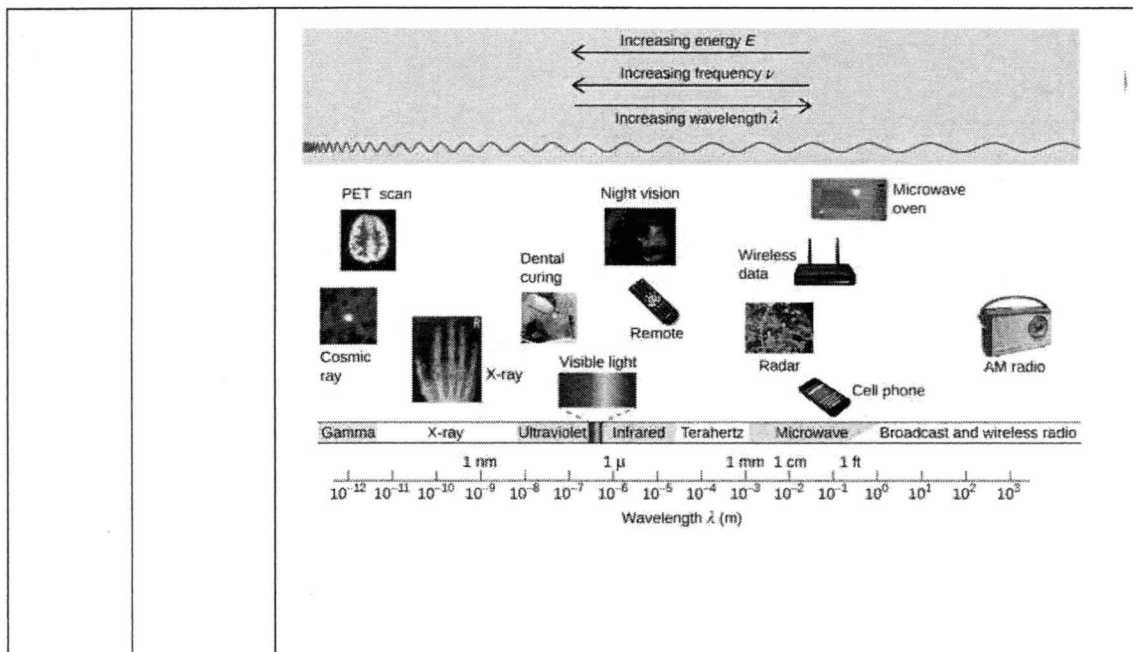 Increasing energy E
Increasing frequency ν
Increasing wavelength λ
PET scan
Night vision
Microwave
oven
Dental
curing
Wireless
data
Remote
Cosmic
ray
X-ray
Visible light
Radar
AM radio
Cell phone
Gamma X-ray Ultraviolet Infrared Terahertz Microwave Broadcast and wireless radio
1 nm 1 μ 1 mm 1 cm 1 ft
10⁻¹² 10⁻¹¹ 10⁻¹⁰ 10⁻⁹ 10⁻⁸ 10⁻⁷ 10⁻⁶ 10⁻⁵ 10⁻⁴ 10⁻³ 10⁻² 10⁻¹ 10⁰ 10¹ 10² 10³
Wavelength λ (m)
R